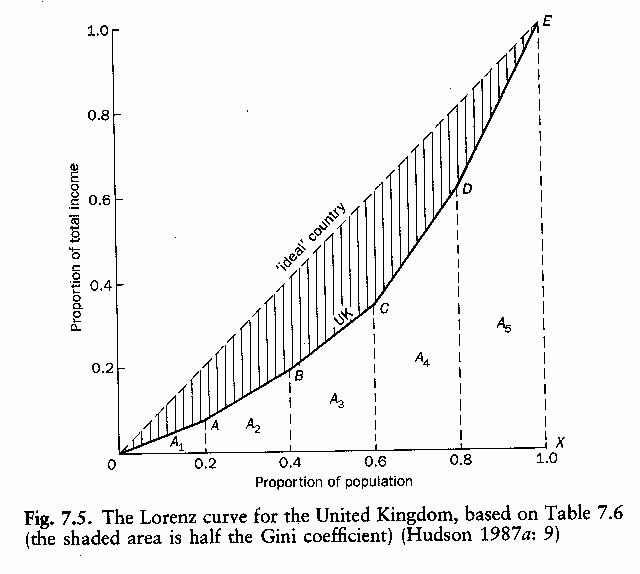 1.0
E
0.8
Proportion of total income
0.6
D
'ideal' country
0.4
C
UK
A5
A4
0.2
B
A3
A
A2
A1
X
0
0.2
0.4
0.6
0.8
1.0
Proportion of population
Fig. 7.5. The Lorenz curve for the United Kingdom, based on Table 7.6
(the shaded area is half the Gini coefficient) (Hudson 1987a: 9)